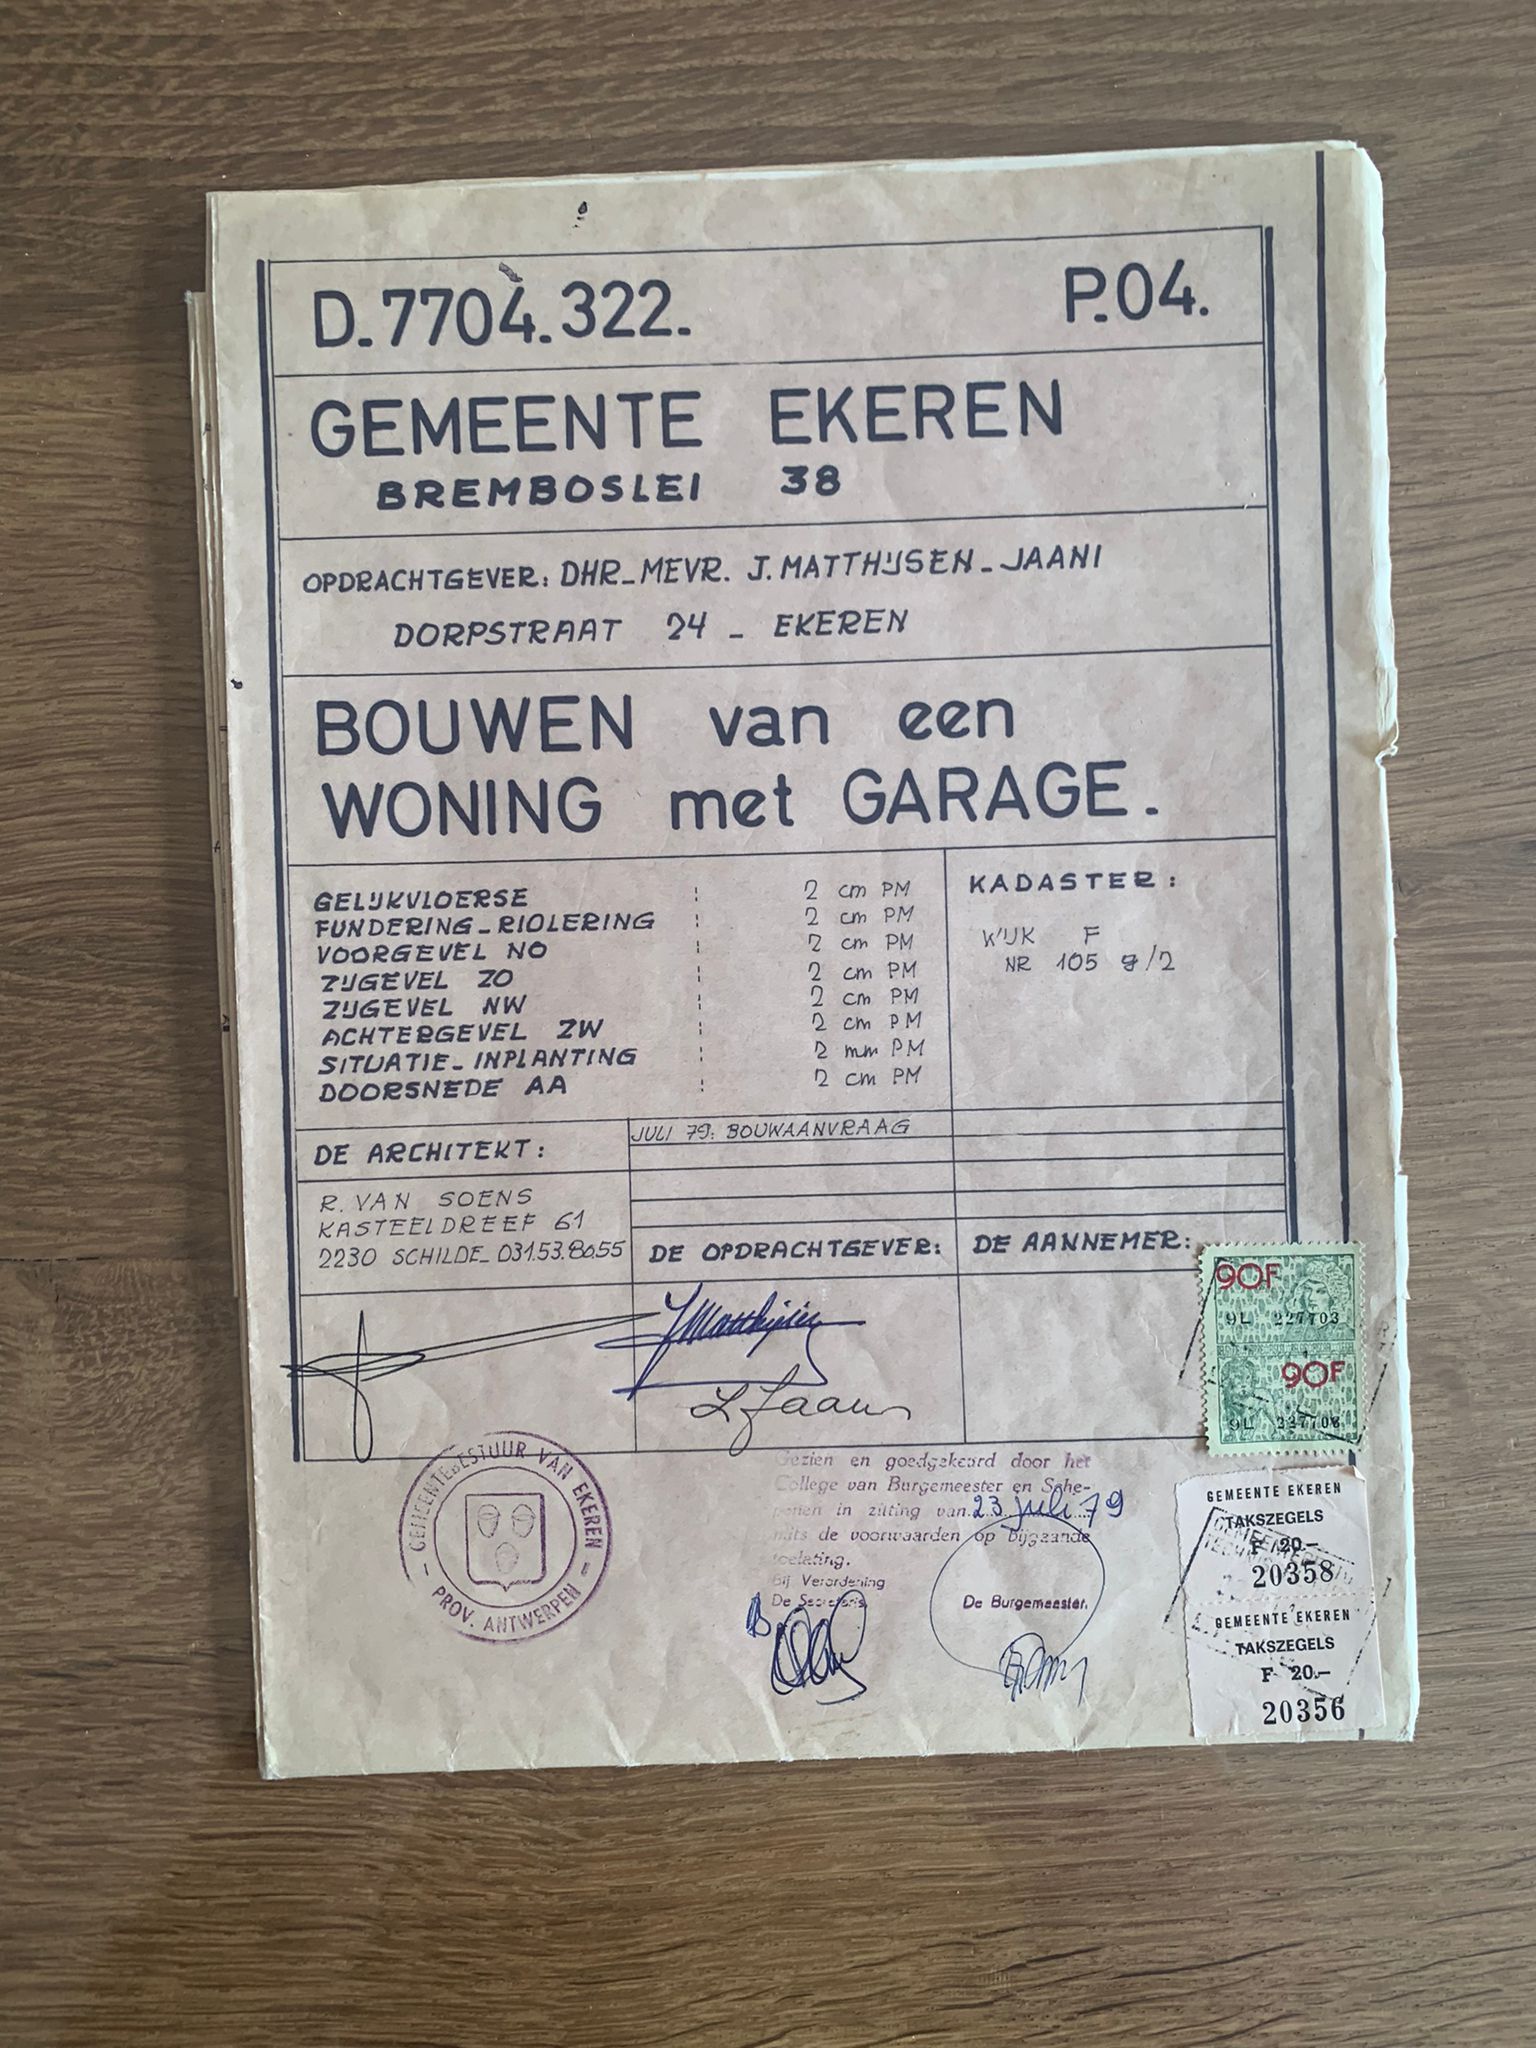 D.7704.322. P.04.
GEMEENTE EKEREN
BREMBOSLEI 38
OPDRACHTGEVER: DHR_MEVR. J. MATTHIJSEN_JAANI
DORPSTRAAT 24 _ EKEREN
BOUWEN van een
WONING met GARAGE.
GELIJKVLOERSE : 2 cm PM
FUNDERING_RIOLERING : 2 cm PM
VOORGEVEL NO : 2 cm PM
ZIJGEVEL ZO : 2 cm PM
ZIJGEVEL NW : 2 cm PM
ACHTERGEVEL ZW : 2 cm PM
SITUATIE_INPLANTING : 2 mm PM
DOORSNEDE AA : 2 cm PM
KADASTER:
WIJK F
NR 105 g/2
DE ARCHITEKT:
R. VAN SOENS
KASTEELDREEF 61
2230 SCHILDE_031.53.80.55
JULI 79: BOUWAANVRAAG
DE OPDRACHTGEVER:
DE AANNEMER:
90F
9L 227703
90F
9L 227708
GEMEENTEBESTUUR VAN EKEREN
PROV. ANTWERPEN
Gezien en goedgekeurd door het
College van Burgemeester en Sche-
penen in zitting van 23 juli 79
mits de voorwaarden op bijgaande
toelating.
Bij Verordening
De Secretaris,
De Burgemeester,
GEMEENTE EKEREN
TAKSZEGELS
F 20.-
20358
GEMEENTE EKEREN
TAKSZEGELS
F 20.-
20356